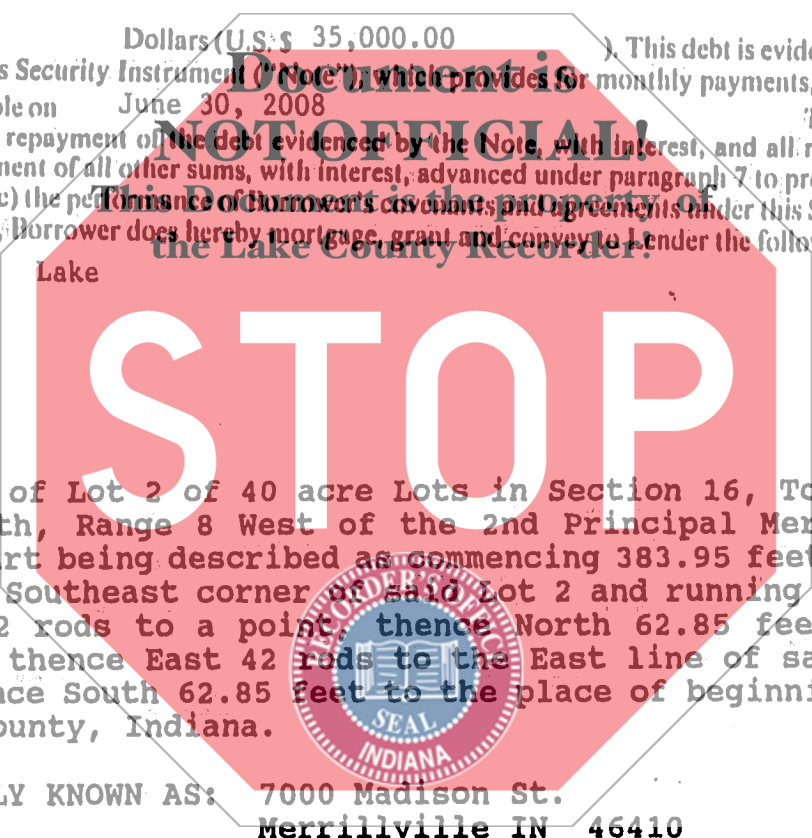 Dollars (U.S. $ 35,000.00 ). This debt is evid
s Security Instrument ("Note"), which provides for monthly payments,
Document is
ble on June 30, 2008
repayment of the debt evidenced by the Note, with interest, and all
NOT OFFICIAL!
ment of all other sums, with interest, advanced under paragraph 7 to pr
c) the performance of Borrower's covenants and agreements under this
This Document is the property of
Borrower does hereby mortgage, grant and convey to Lender the follo
the Lake County Recorder!
Lake
STOP
of Lot 2 of 40 acre Lots in Section 16, To
th, Range 8 West of the 2nd Principal Mer
rt being described as commencing 383.95 feet
Southeast corner of said Lot 2 and running
2 rods to a point, thence North 62.85 fee
thence East 42 rods to the East line of sa
nce South 62.85 feet to the place of beginni
ounty, Indiana.
RECORDER'S OFFICE
SEAL
INDIANA
LY KNOWN AS: 7000 Madison St.
Merrillville IN 46410